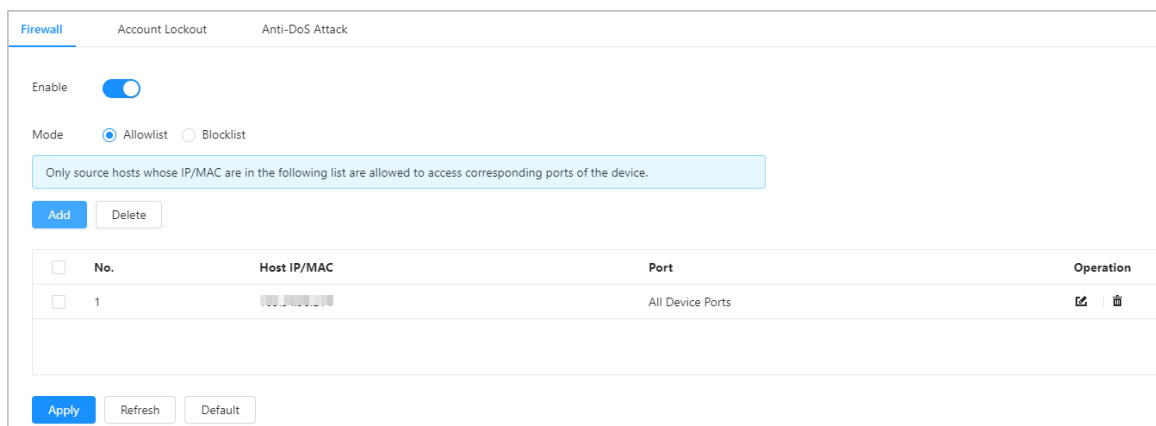 Firewall Account Lockout Anti-DoS Attack
Enable
Mode Allowlist Blocklist
Only source hosts whose IP/MAC are in the following list are allowed to access corresponding ports of the device.
Add Delete
No. Host IP/MAC Port Operation
1 All Device Ports
Apply Refresh Default